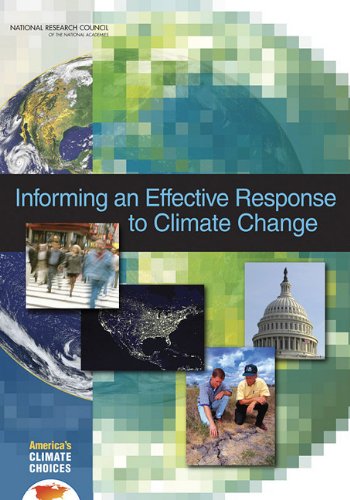 NATIONAL RESEARCH COUNCIL
OF THE NATIONAL ACADEMIES
Informing an Effective Response
to Climate Change
America's
CLIMATE
CHOICES